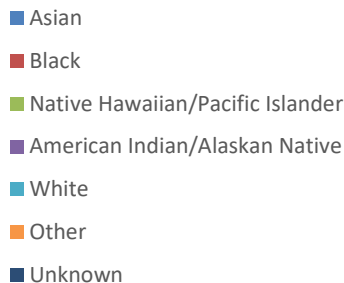 Asian
Black
Native Hawaiian/Pacific Islander
American Indian/Alaskan Native
White
Other
Unknown